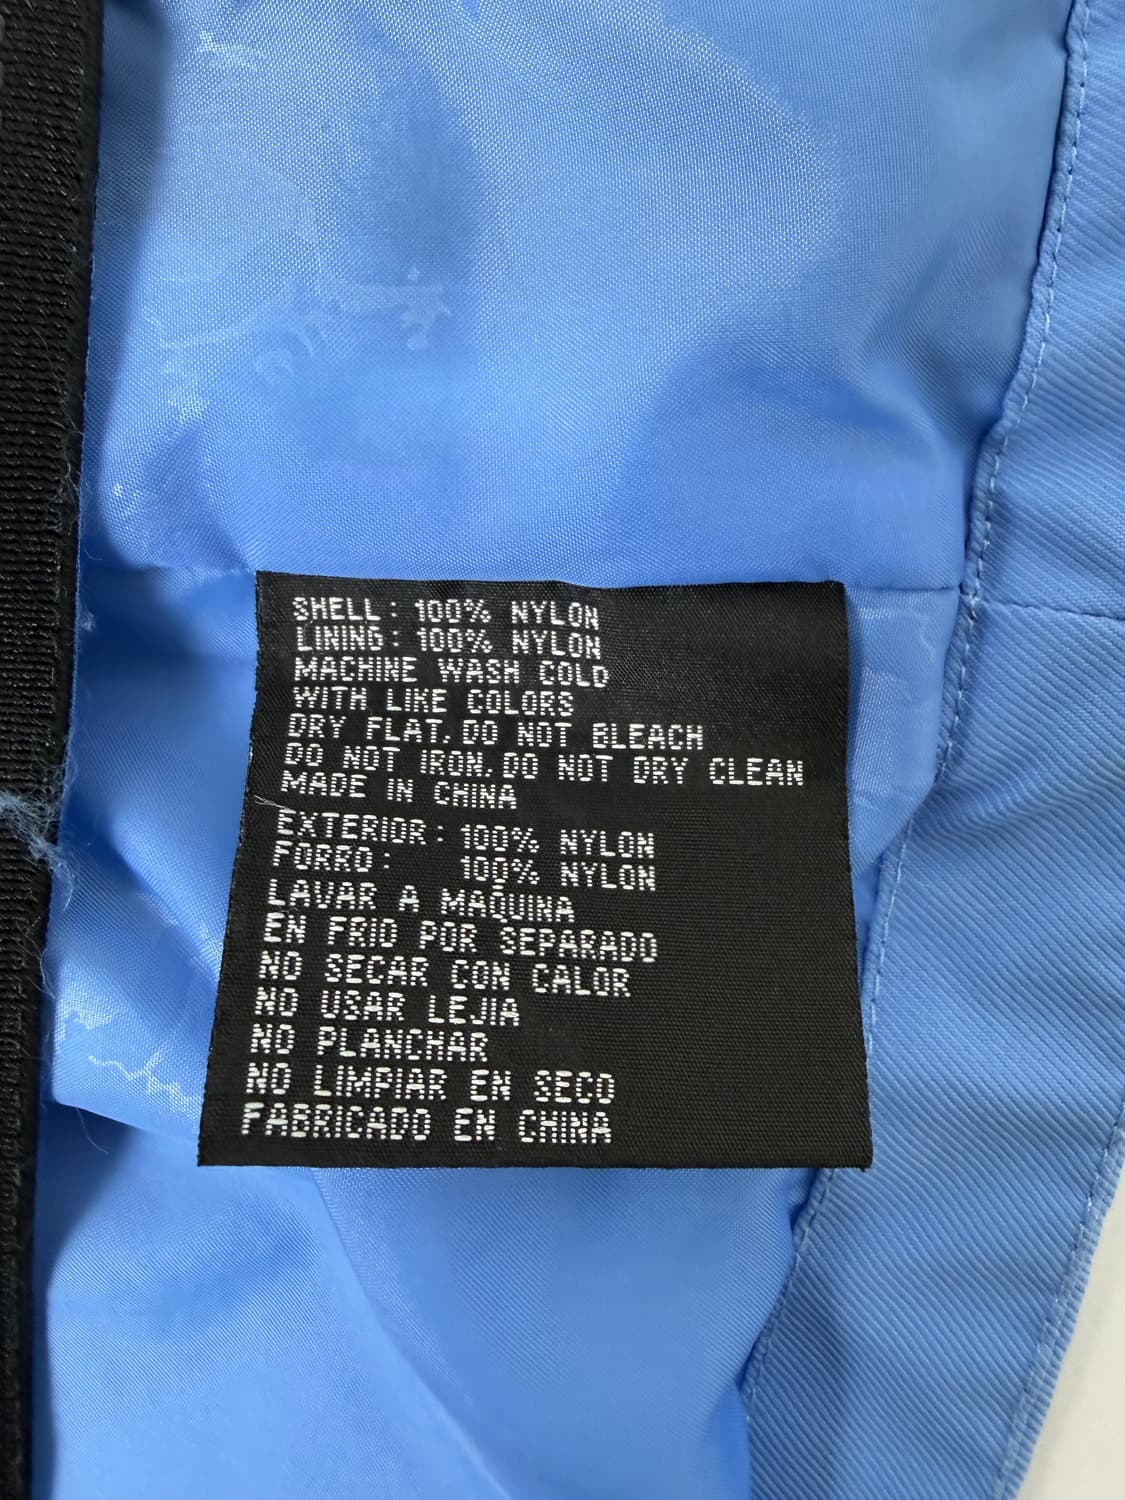 SHELL: 100% NYLON
LINING: 100% NYLON
MACHINE WASH COLD
WITH LIKE COLORS
DRY FLAT. DO NOT BLEACH
DO NOT IRON. DO NOT DRY CLEAN
MADE IN CHINA
EXTERIOR: 100% NYLON
FORRO: 100% NYLON
LAVAR A MAQUINA
EN FRIO POR SEPARADO
NO SECAR CON CALOR
NO USAR LEJIA
NO PLANCHAR
NO LIMPIAR EN SECO
FABRICADO EN CHINA